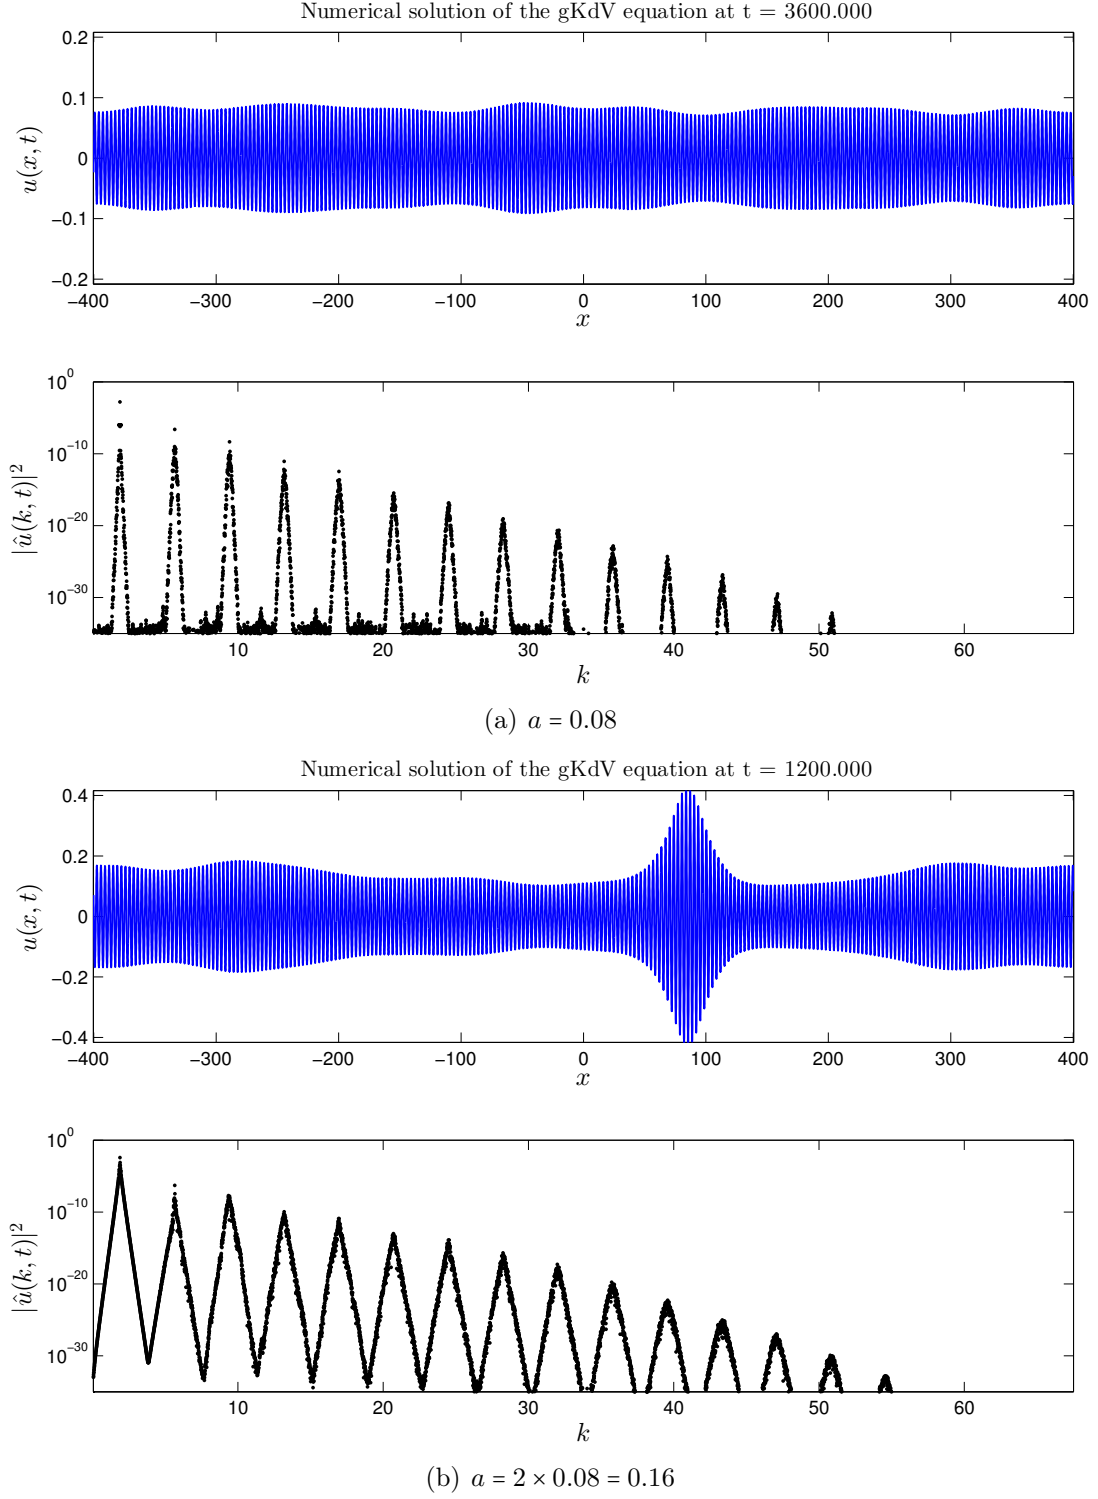 Numerical solution of the gKdV equation at t = 3600.000
0.2
0.1
0
−0.1
−0.2
u(x, t)
−400 −300 −200 −100 0 100 200 300 400
x
10^0
10^−10
10^−20
10^−30
|û(k, t)|^2
10 20 30 40 50 60
k
(a) a = 0.08
Numerical solution of the gKdV equation at t = 1200.000
0.4
0.2
0
−0.2
−0.4
u(x, t)
−400 −300 −200 −100 0 100 200 300 400
x
10^0
10^−10
10^−20
10^−30
|û(k, t)|^2
10 20 30 40 50 60
k
(b) a = 2 × 0.08 = 0.16